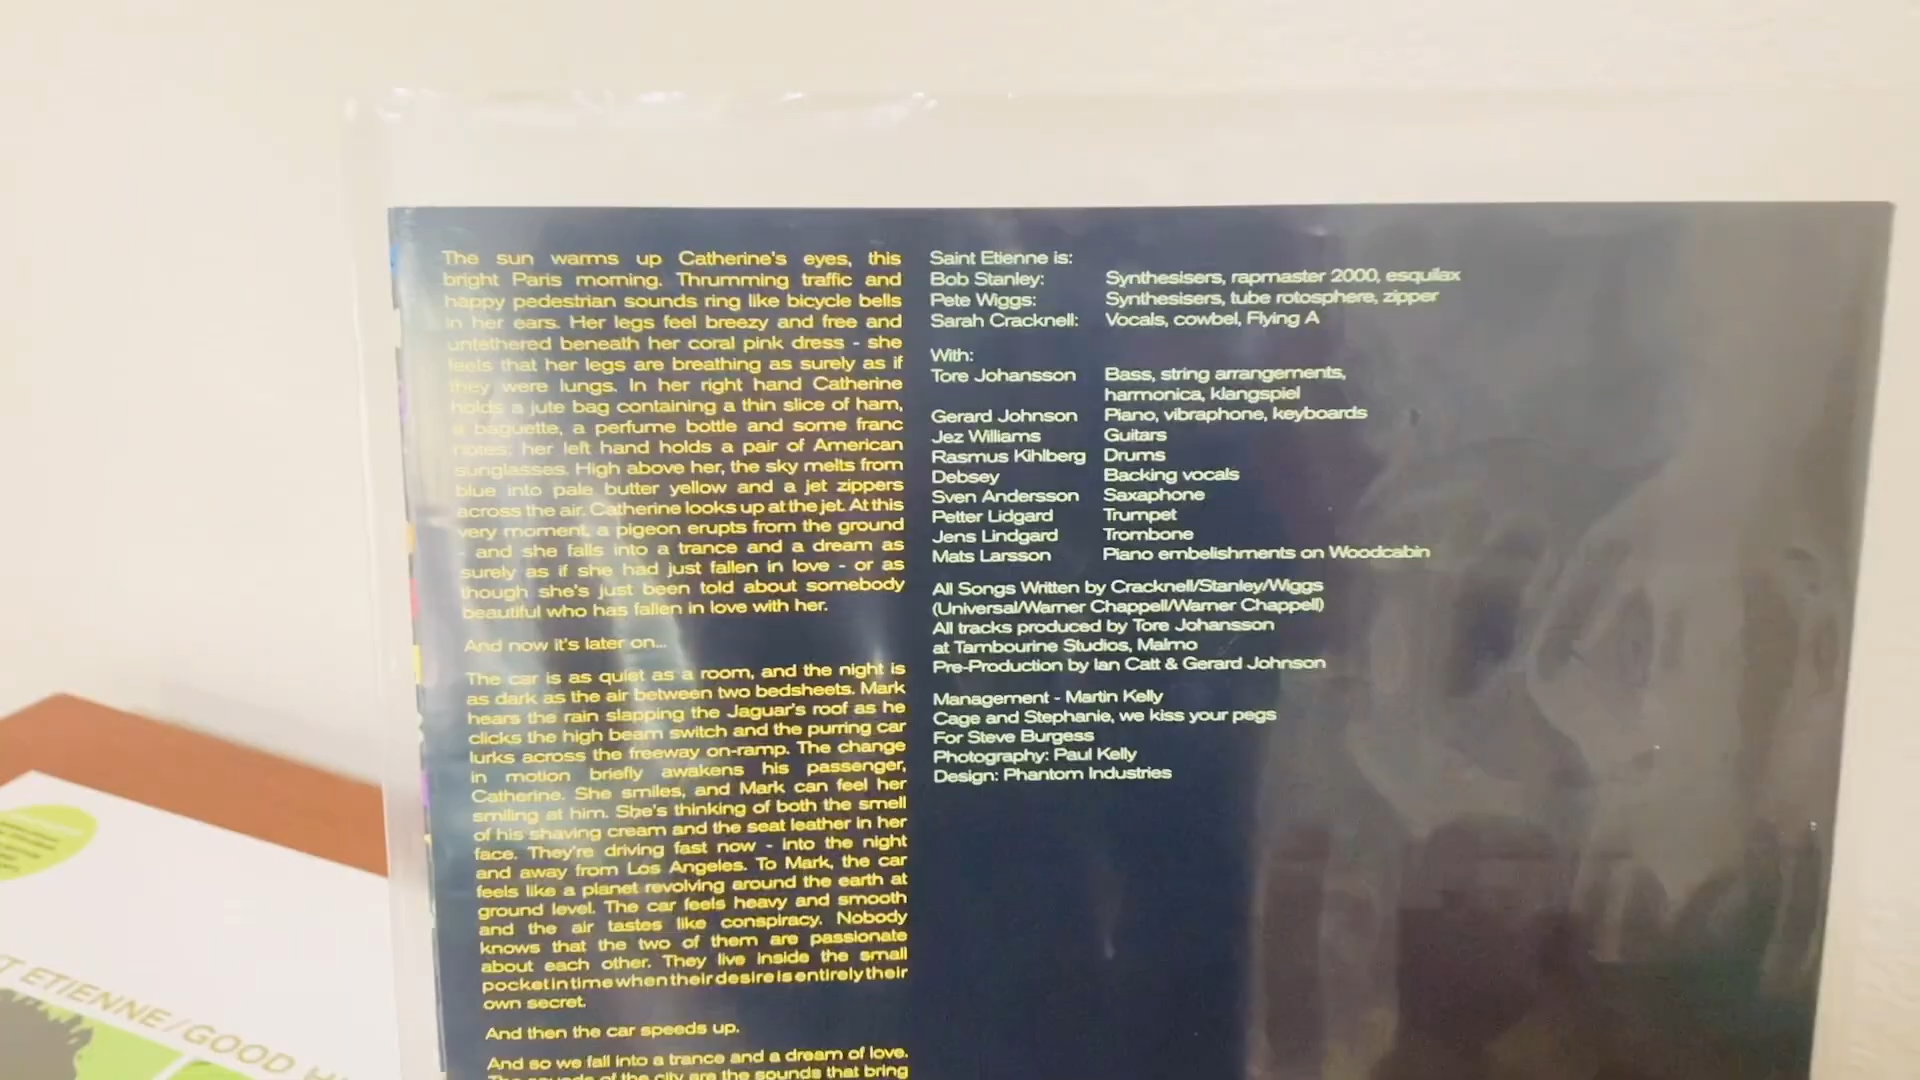 The sun warms up Catherine's eyes, this
bright Paris morning. Thrumming traffic and
happy pedestrian sounds ring like bicycle bells
in her ears. Her legs feel breezy and free and
untethered beneath her coral pink dress - she
feels that her legs are breathing as surely as if
they were lungs. In her right hand Catherine
holds a jute bag containing a thin slice of ham,
a baguette, a perfume bottle and some franc
notes; her left hand holds a pair of American
sunglasses. High above her, the sky melts from
blue into pale butter yellow and a jet zippers
across the air. Catherine looks up at the jet. At this
very moment, a pigeon erupts from the ground
- and she falls into a trance and a dream as
surely as if she had just fallen in love - or as
though she's just been told about somebody
beautiful who has fallen in love with her.
And now it's later on...
The car is as quiet as a room, and the night is
as dark as the air between two bedsheets. Mark
hears the rain slapping the Jaguar's roof as he
clicks the high beam switch and the purring car
lurks across the freeway on-ramp. The change
in motion briefly awakens his passenger,
Catherine. She smiles, and Mark can feel her
smiling at him. She's thinking of both the smell
of his shaving cream and the seat leather in her
face. They're driving fast now - into the night
and away from Los Angeles. To Mark, the car
feels like a planet revolving around the earth at
ground level. The car feels heavy and smooth
and the air tastes like conspiracy. Nobody
knows that the two of them are passionate
about each other. They live inside the small
pocket in time when their desire is entirely their
own secret.
And then the car speeds up.
And so we fall into a trance and a dream of love.
The sounds of the city are the sounds that bring
Saint Etienne is:
Bob Stanley: Synthesisers, rapmaster 2000, esquilax
Pete Wiggs: Synthesisers, tube rotosphere, zipper
Sarah Cracknell: Vocals, cowbel, Flying A
With:
Tore Johansson Bass, string arrangements,
harmonica, klangspiel
Gerard Johnson Piano, vibraphone, keyboards
Jez Williams Guitars
Rasmus Kihlberg Drums
Debsey Backing vocals
Sven Andersson Saxaphone
Petter Lidgard Trumpet
Jens Lindgard Trombone
Mats Larsson Piano embelishments on Woodcabin
All Songs Written by Cracknell/Stanley/Wiggs
(Universal/Warner Chappell/Warner Chappell)
All tracks produced by Tore Johansson
at Tambourine Studios, Malmo
Pre-Production by Ian Catt & Gerard Johnson
Management - Martin Kelly
Cage and Stephanie, we kiss your pegs
For Steve Burgess
Photography: Paul Kelly
Design: Phantom Industries
T ETIENNE/GOOD H